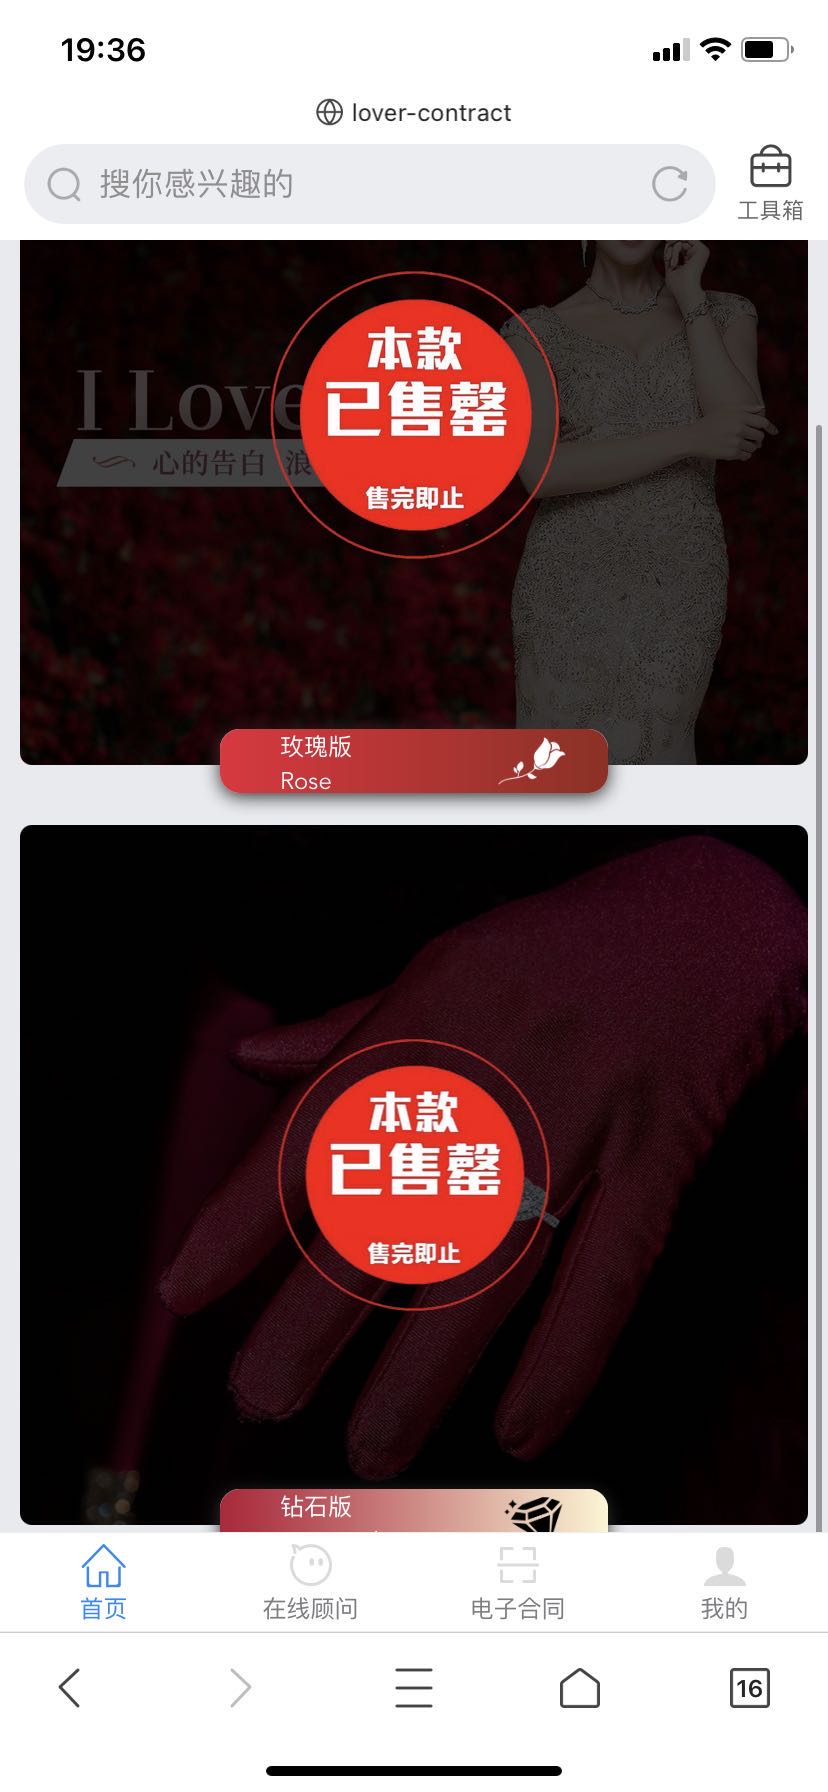 19:36
lover-contract
搜你感兴趣的
工具箱
本款
已售罄
售完即止
I Love
心的告白 浪
玫瑰版
Rose
本款
已售罄
售完即止
钻石版
首页
在线顾问
电子合同
我的
16